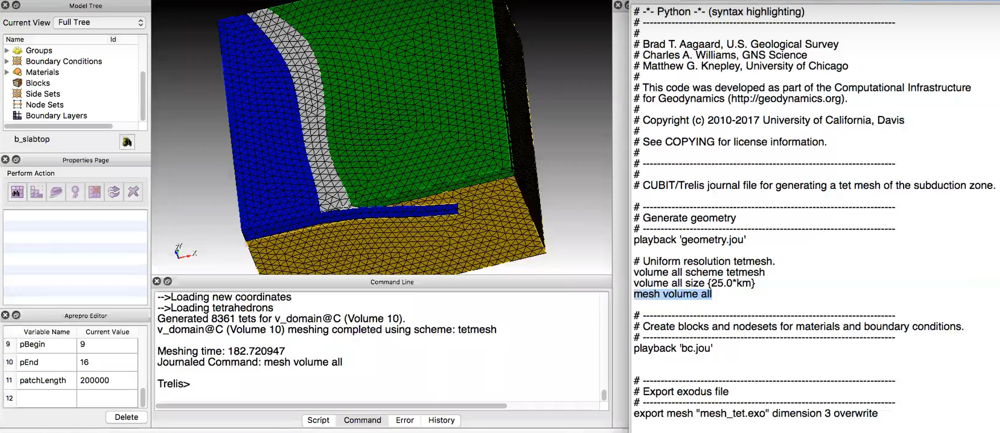 Model Tree
Current View Full Tree
Name Id
Groups
Boundary Conditions
Materials
Blocks
Side Sets
Node Sets
Boundary Layers
b_slabtop
Properties Page
Perform Action
Aprepro Editor
Variable Name Current Value
9 pBegin 9
10 pEnd 16
11 patchLength 200000
12
Delete
X
Command Line
-->Loading new coordinates
-->Loading tetrahedrons
Generated 8361 tets for v_domain@C (Volume 10).
v_domain@C (Volume 10) meshing completed using scheme: tetmesh
Meshing time: 182.720947
Journaled Command: mesh volume all
Trelis>
Script Command Error History
# -*- Python -*- (syntax highlighting)
# ----------------------------------------------------------------------
#
# Brad T. Aagaard, U.S. Geological Survey
# Charles A. Williams, GNS Science
# Matthew G. Knepley, University of Chicago
#
# This code was developed as part of the Computational Infrastructure
# for Geodynamics (http://geodynamics.org).
#
# Copyright (c) 2010-2017 University of California, Davis
#
# See COPYING for license information.
#
# ----------------------------------------------------------------------
#
# CUBIT/Trelis journal file for generating a tet mesh of the subduction zone.
# ----------------------------------------------------------------------
# Generate geometry
# ----------------------------------------------------------------------
playback 'geometry.jou'
# Uniform resolution tetmesh.
volume all scheme tetmesh
volume all size {25.0*km}
mesh volume all
# ----------------------------------------------------------------------
# Create blocks and nodesets for materials and boundary conditions.
# ----------------------------------------------------------------------
playback 'bc.jou'
# ----------------------------------------------------------------------
# Export exodus file
# ----------------------------------------------------------------------
export mesh "mesh_tet.exo" dimension 3 overwrite